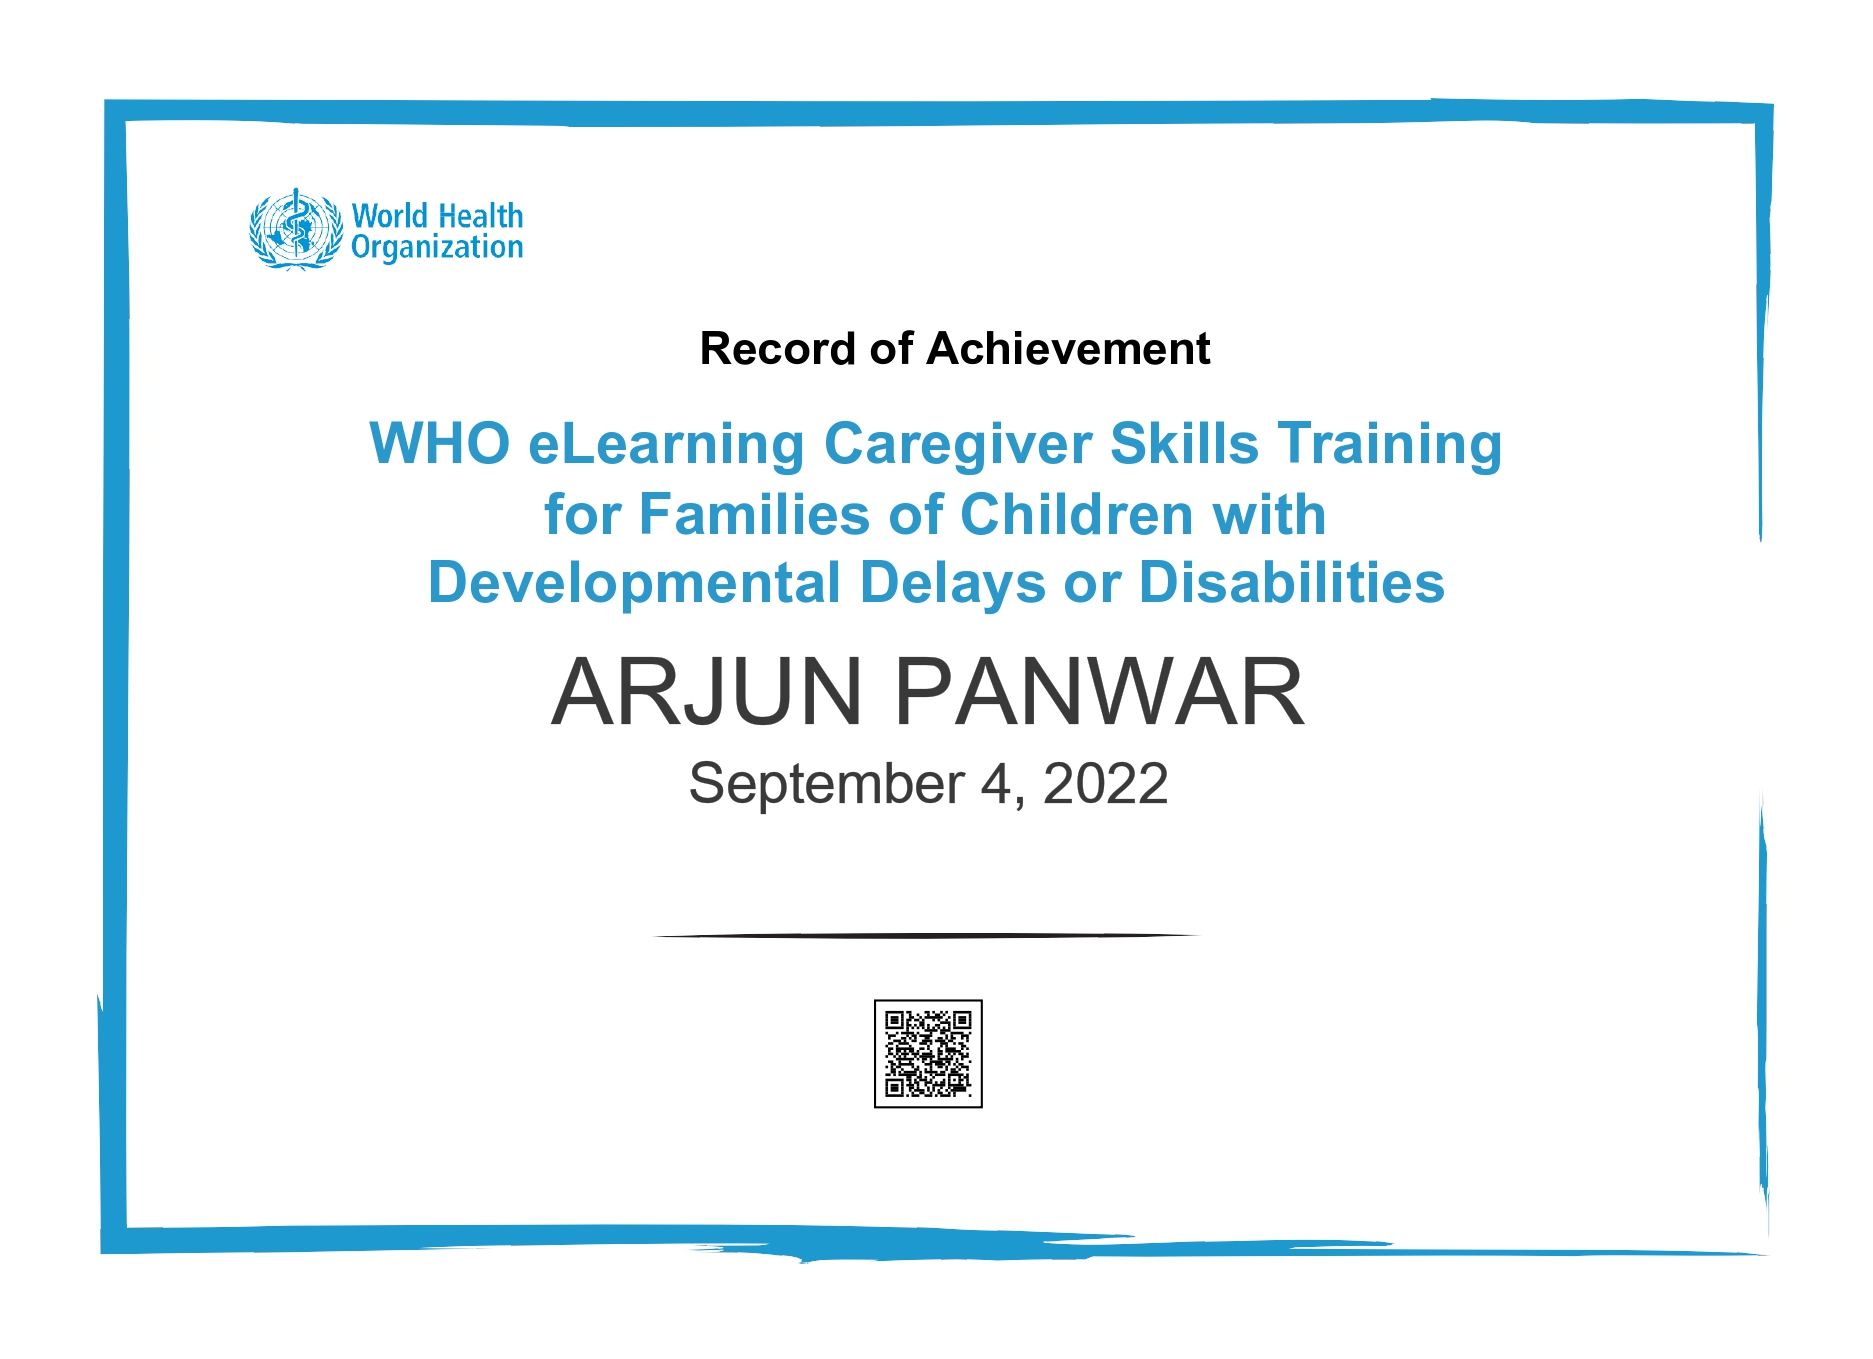 World Health
Organization
Record of Achievement
WHO eLearning Caregiver Skills Training
for Families of Children with
Developmental Delays or Disabilities
ARJUN PANWAR
September 4, 2022